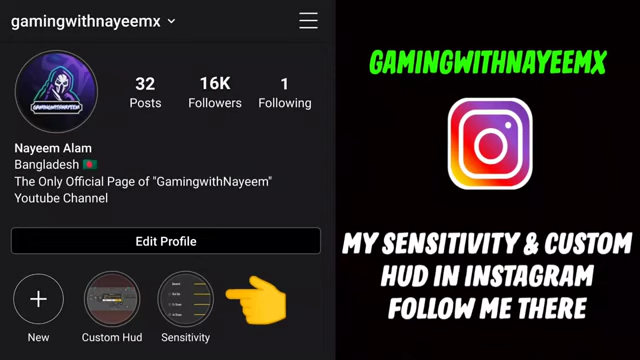 gamingwithnayeemx
GAMINGWITHNAYEEM
32
Posts
16K
Followers
1
Following
Nayeem Alam
Bangladesh 🇧🇩
The Only Official Page of "GamingwithNayeem"
Youtube Channel
Edit Profile
New
Custom Hud
Sensitivity
GAMINGWITHNAYEEMX
MY SENSITIVITY & CUSTOM
HUD IN INSTAGRAM
FOLLOW ME THERE